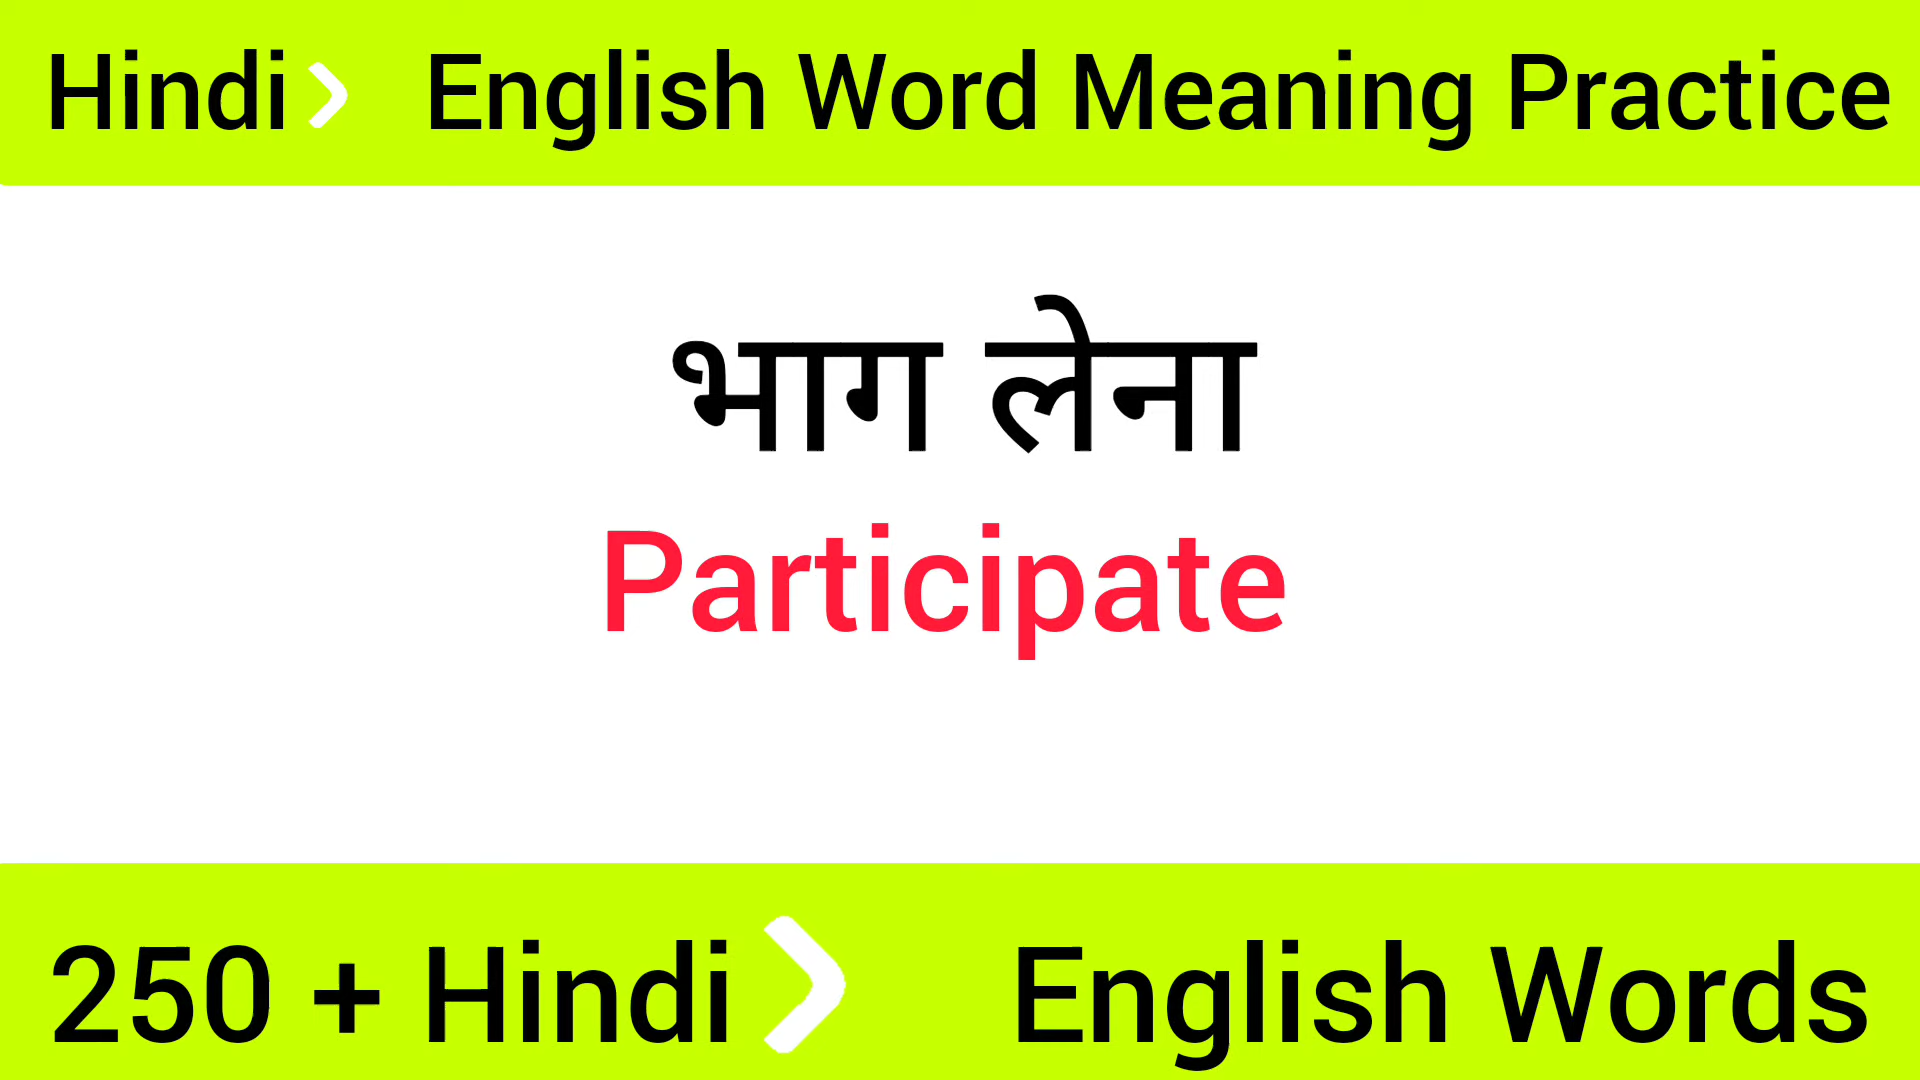 Hindi > English Word Meaning Practice
भाग लेना
Participate
250 + Hindi > English Words